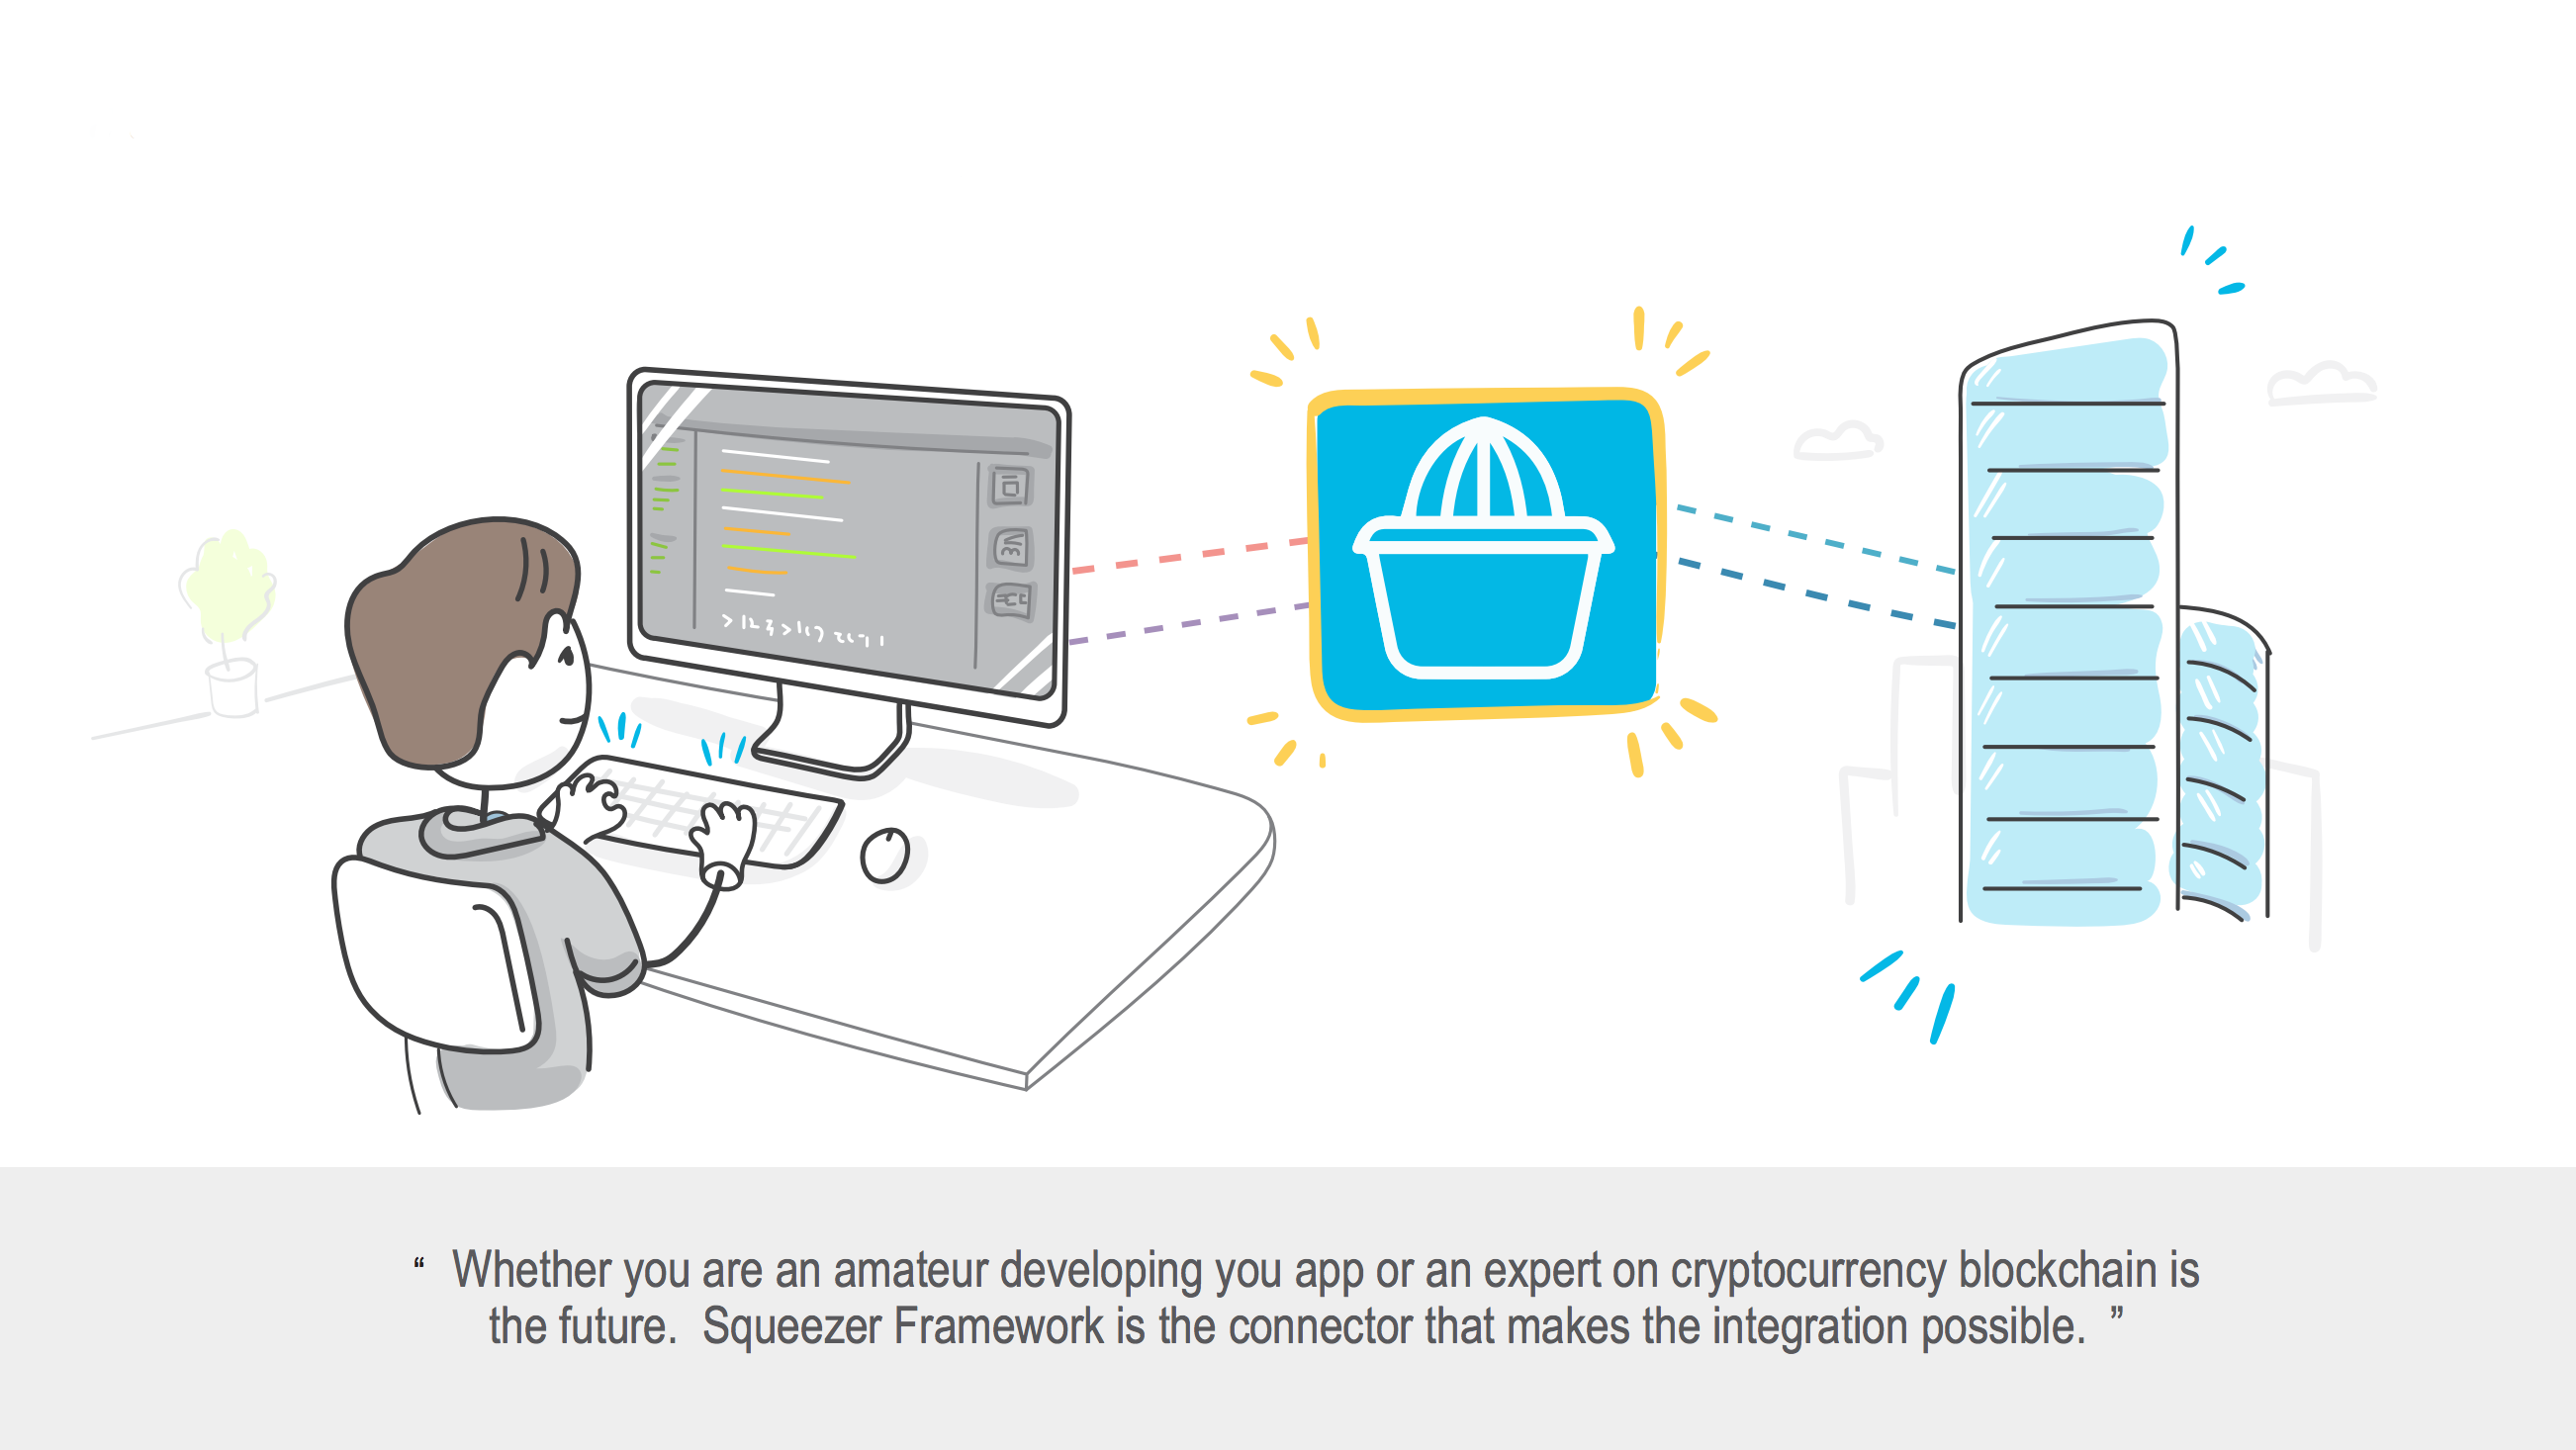 “ Whether you are an amateur developing you app or an expert on cryptocurrency blockchain is
the future. Squeezer Framework is the connector that makes the integration possible. ”